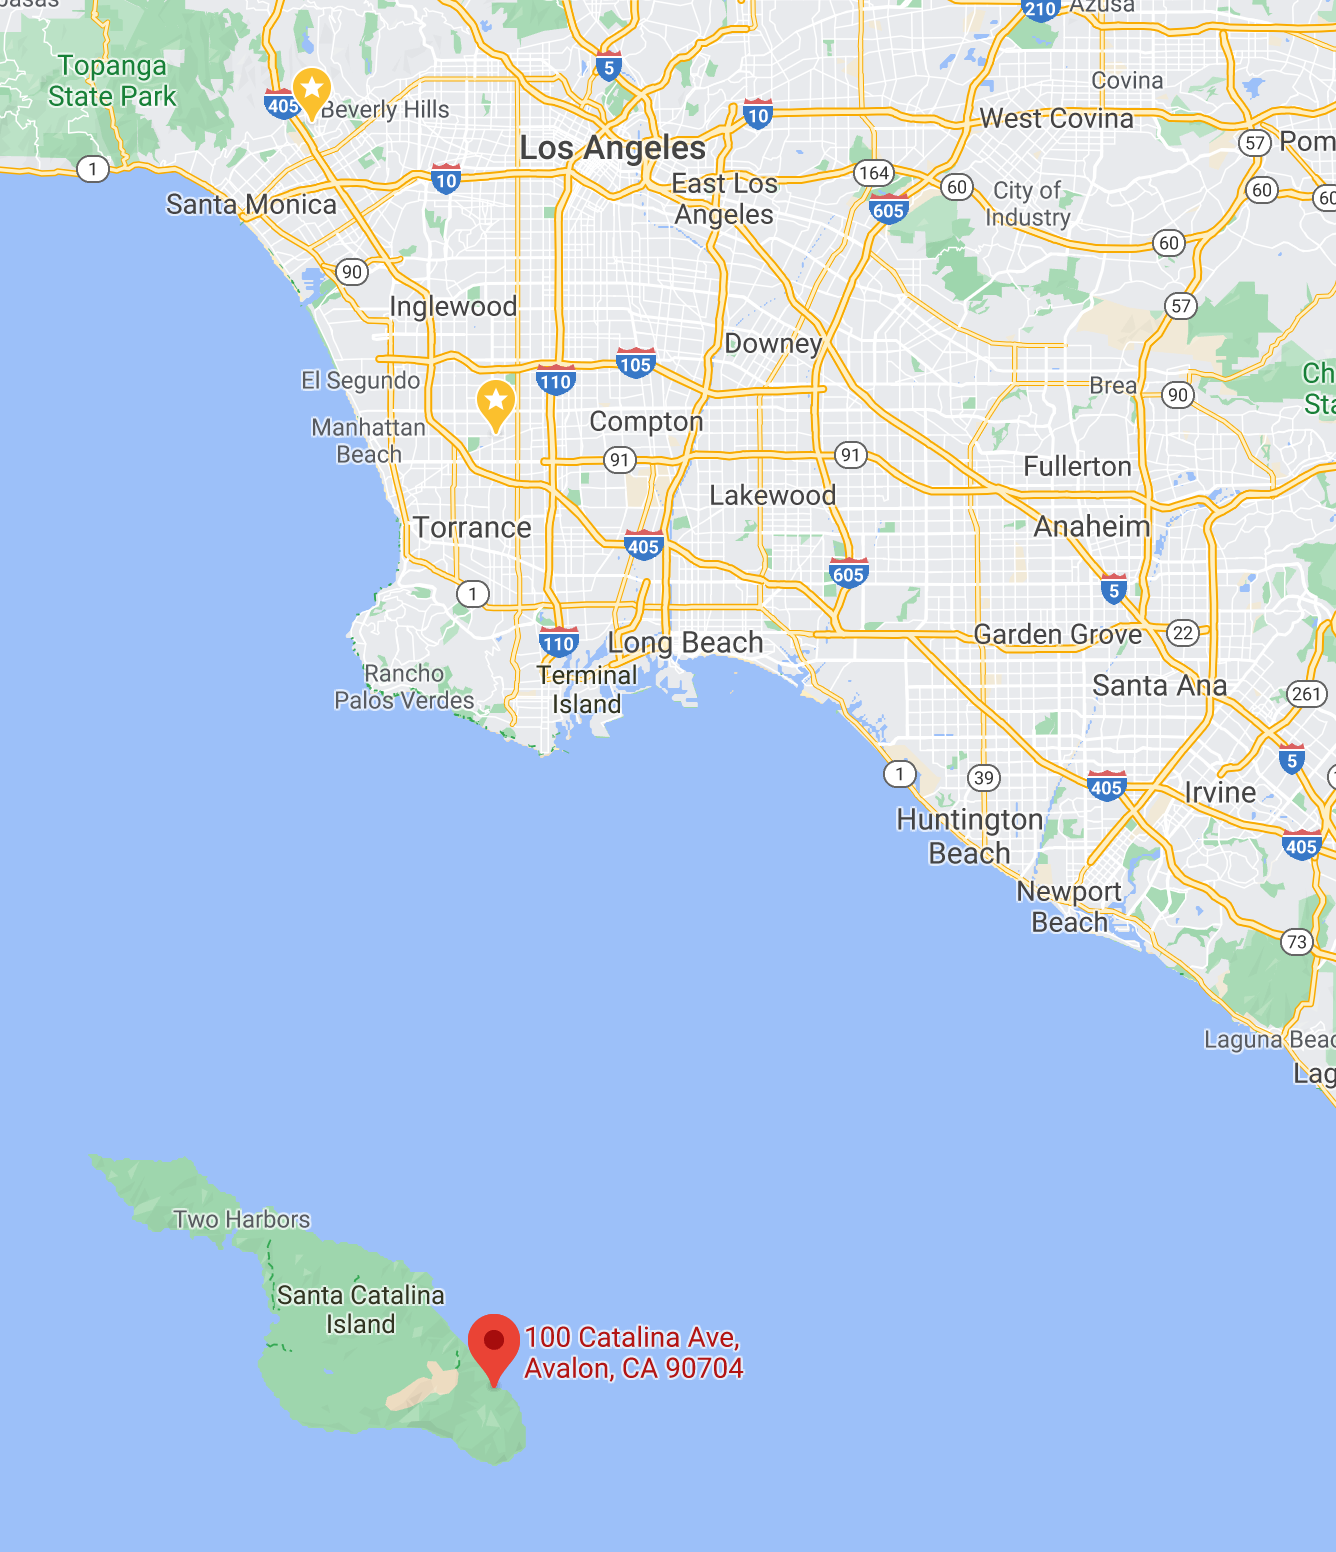 basas
210
Azusa
Topanga
State Park
5
405
Beverly Hills
Covina
10
West Covina
57
Pom
Los Angeles
1
10
East Los
Angeles
164
60
City of
Industry
60
60
Santa Monica
605
60
90
Inglewood
57
Downey
105
El Segundo
110
Brea
90
Ch
Sta
Manhattan
Beach
Compton
91
91
Fullerton
Lakewood
Torrance
Anaheim
405
605
5
1
110
Long Beach
Garden Grove
22
Rancho
Palos Verdes
Terminal
Island
Santa Ana
261
5
1
39
405
Irvine
Huntington
Beach
405
Newport
Beach
73
Laguna Beac
Lag
Two Harbors
Santa Catalina
Island
100 Catalina Ave,
Avalon, CA 90704